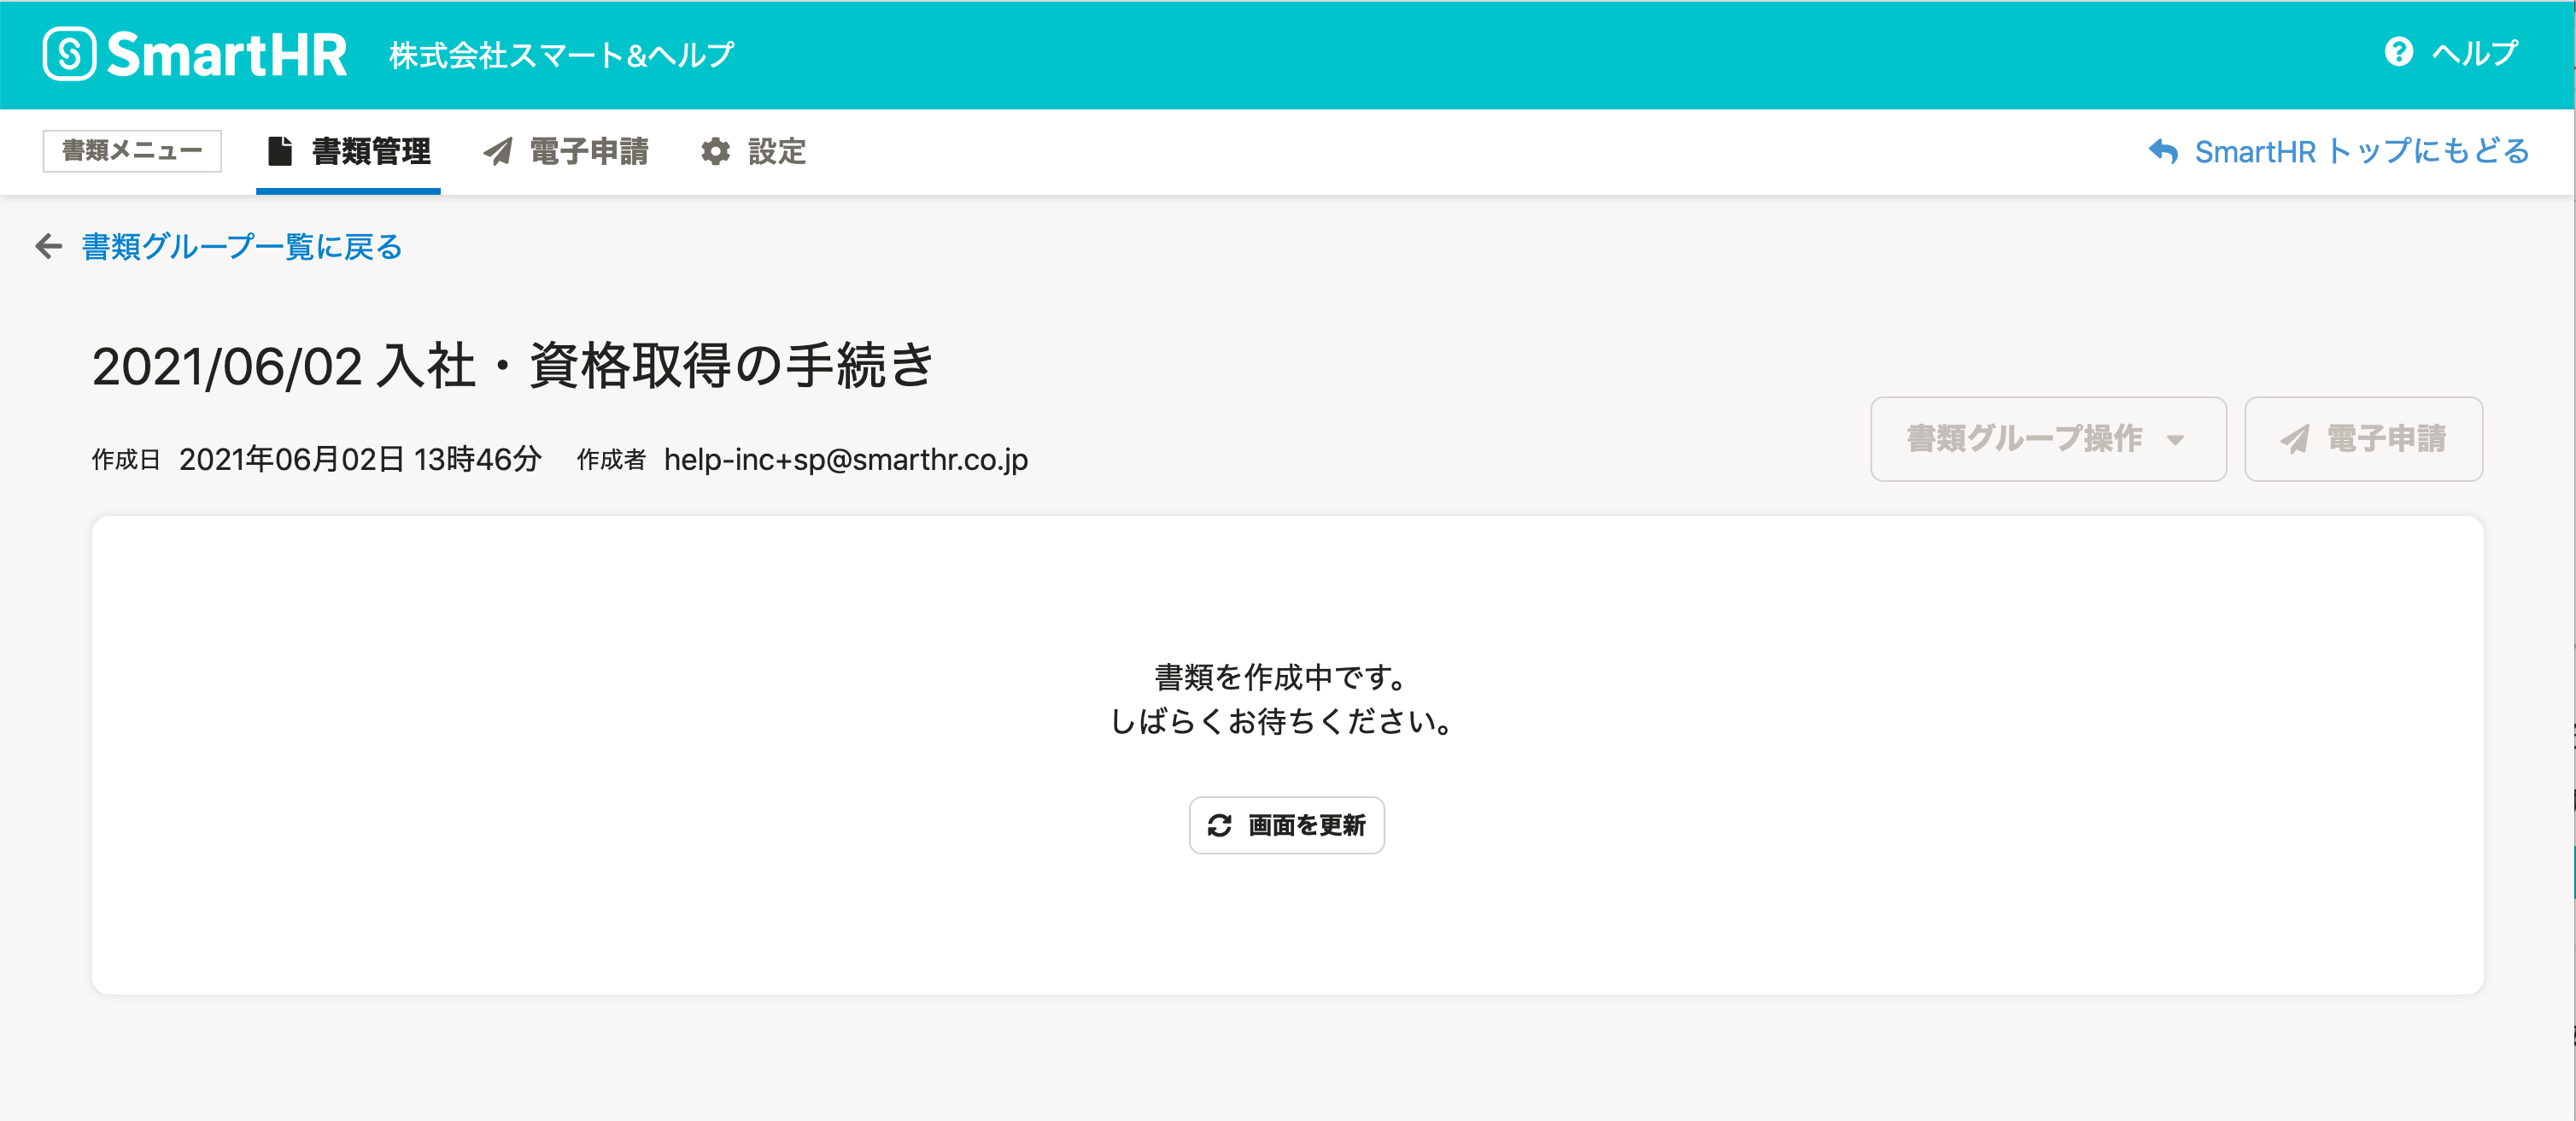 SmartHR 株式会社スマート&ヘルプ ヘルプ
書類メニュー 書類管理 電子申請 設定 SmartHR トップにもどる
書類グループ一覧に戻る
2021/06/02 入社・資格取得の手続き
作成日 2021年06月02日 13時46分 作成者 help-inc+sp@smarthr.co.jp 書類グループ操作 電子申請
書類を作成中です。
しばらくお待ちください。
画面を更新